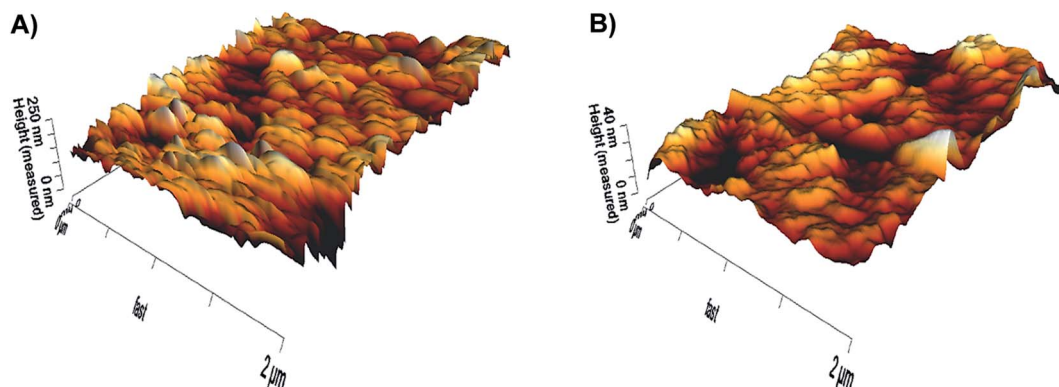 A)
250 nm
Height (measured)
0 nm
0 µm
fast
2 µm
B)
40 nm
Height (measured)
0 nm
0 µm
fast
2 µm